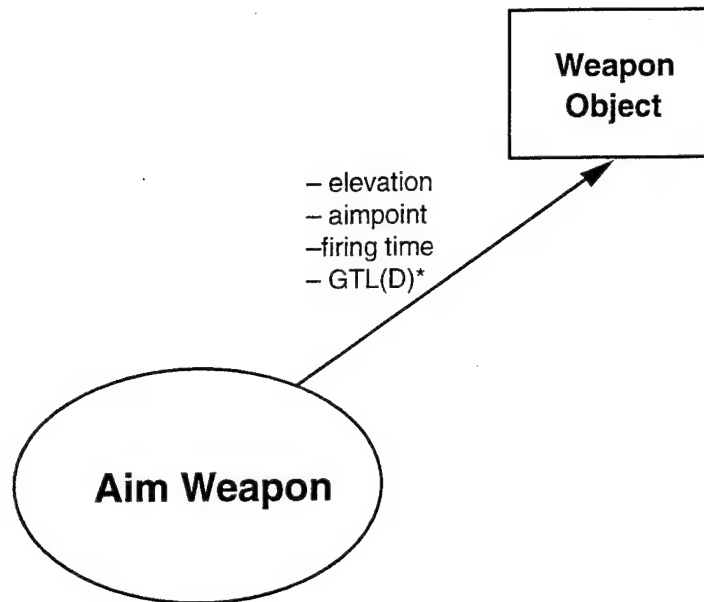 Weapon
Object
– elevation
– aimpoint
–firing time
– GTL(D)*
Aim Weapon